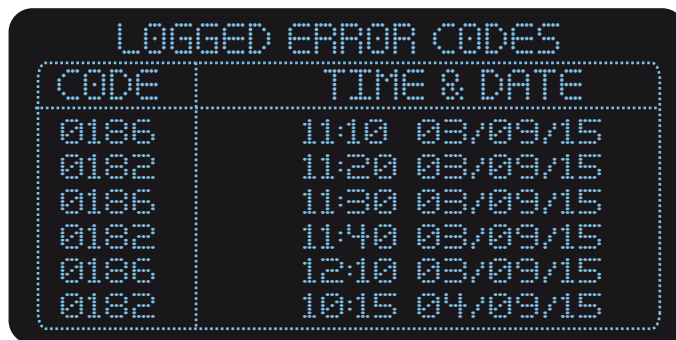 LOGGED ERROR CODES
CODE TIME & DATE
0186 11:10 03/09/15
0182 11:20 03/09/15
0186 11:30 03/09/15
0182 11:40 03/09/15
0186 12:10 03/09/15
0182 10:15 04/09/15